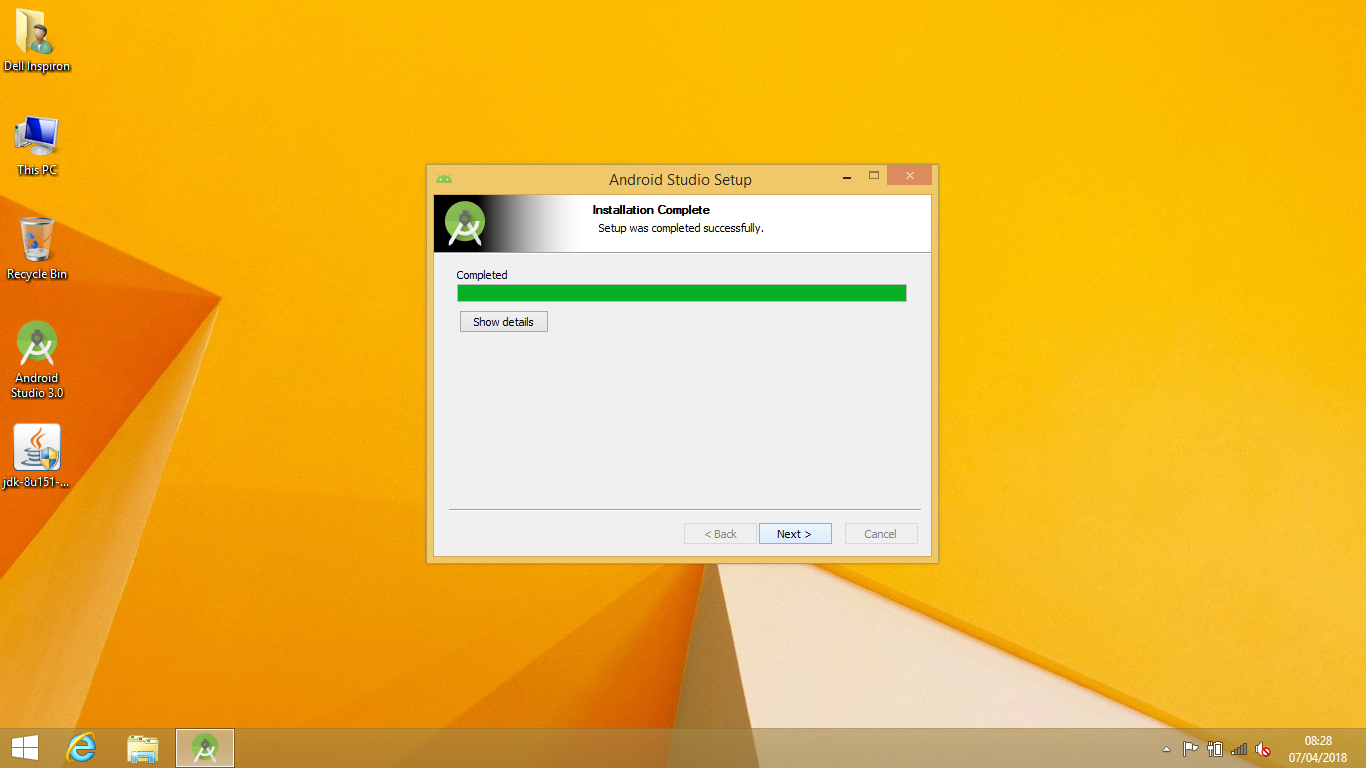 Dell Inspiron
This PC
Recycle Bin
Android
Studio 3.0
jdk-8u151-...
Android Studio Setup
Installation Complete
Setup was completed successfully.
Completed
Show details
< Back
Next >
Cancel
08:28
07/04/2018